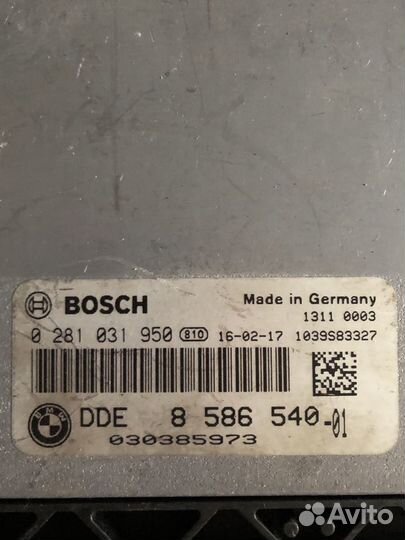 BOSCH
Made in Germany
1311 0003
0 281 031 950 810 16-02-17 1039S83327
BMW
DDE 8 586 540-01
030385973
Avito